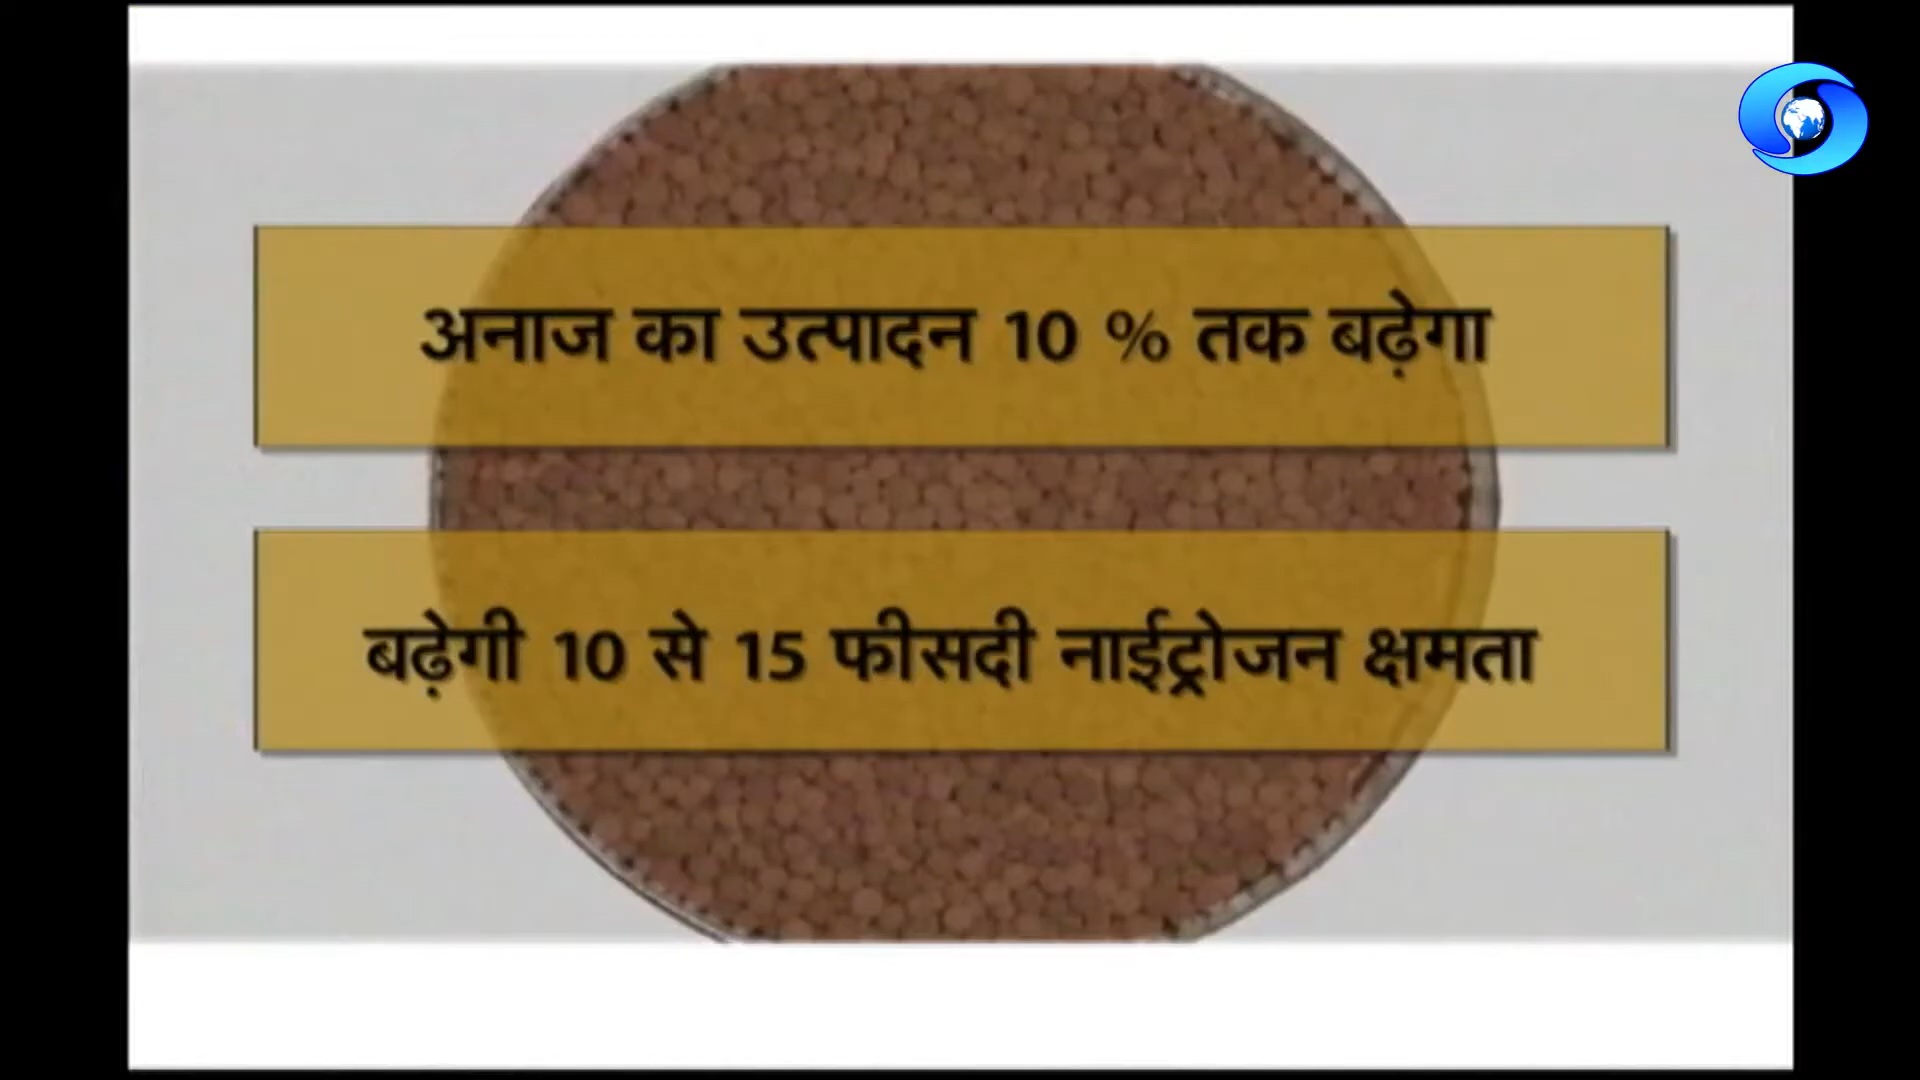 अनाज का उत्पादन 10 % तक बढ़ेगा
बढ़ेगी 10 से 15 फीसदी नाईट्रोजन क्षमता